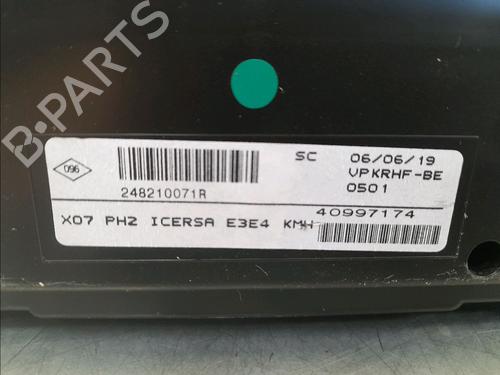 B-PARTS
096
SC 06/06/19
VPKRHF-BE
248210071R
0501
40997174
X07 PH2 ICERSA E3E4 KMH